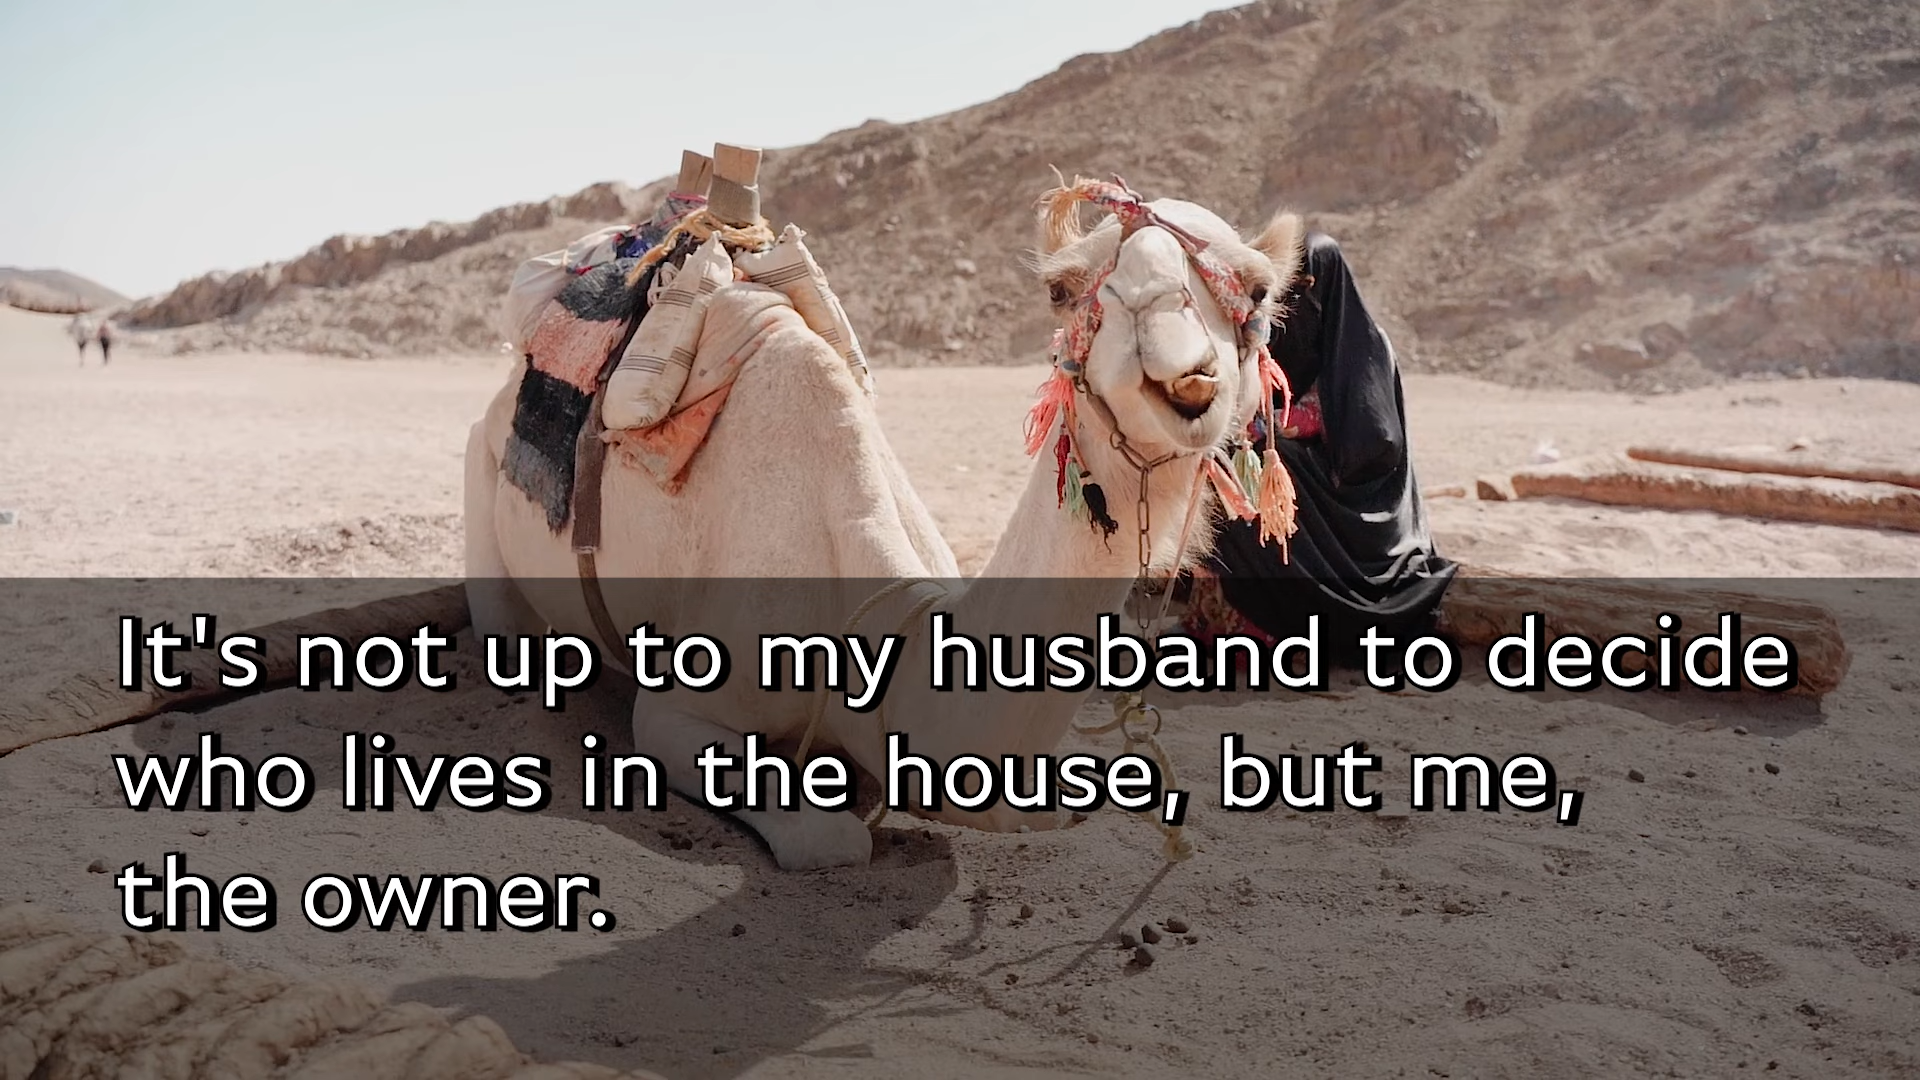 It's not up to my husband to decide
who lives in the house, but me,
the owner.